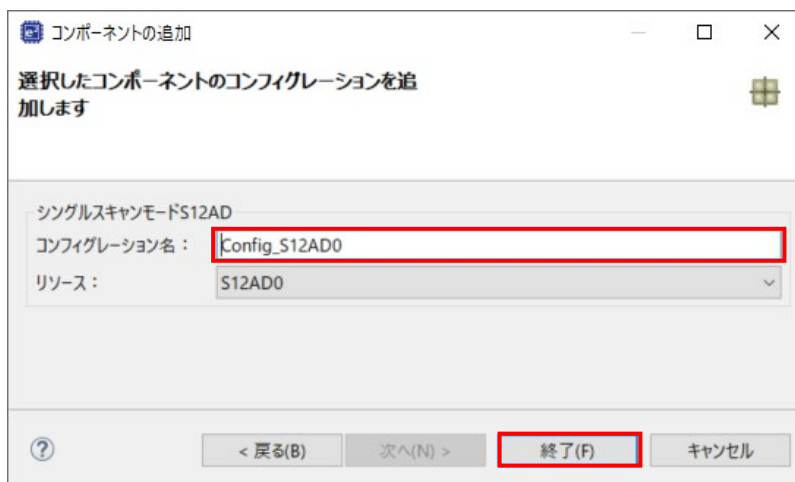 コンポーネントの追加
選択したコンポーネントのコンフィグレーションを追
加します
シングルスキャンモードS12AD
コンフィグレーション名： Config_S12AD0
リソース： S12AD0
< 戻る(B) 次へ(N) > 終了(F) キャンセル